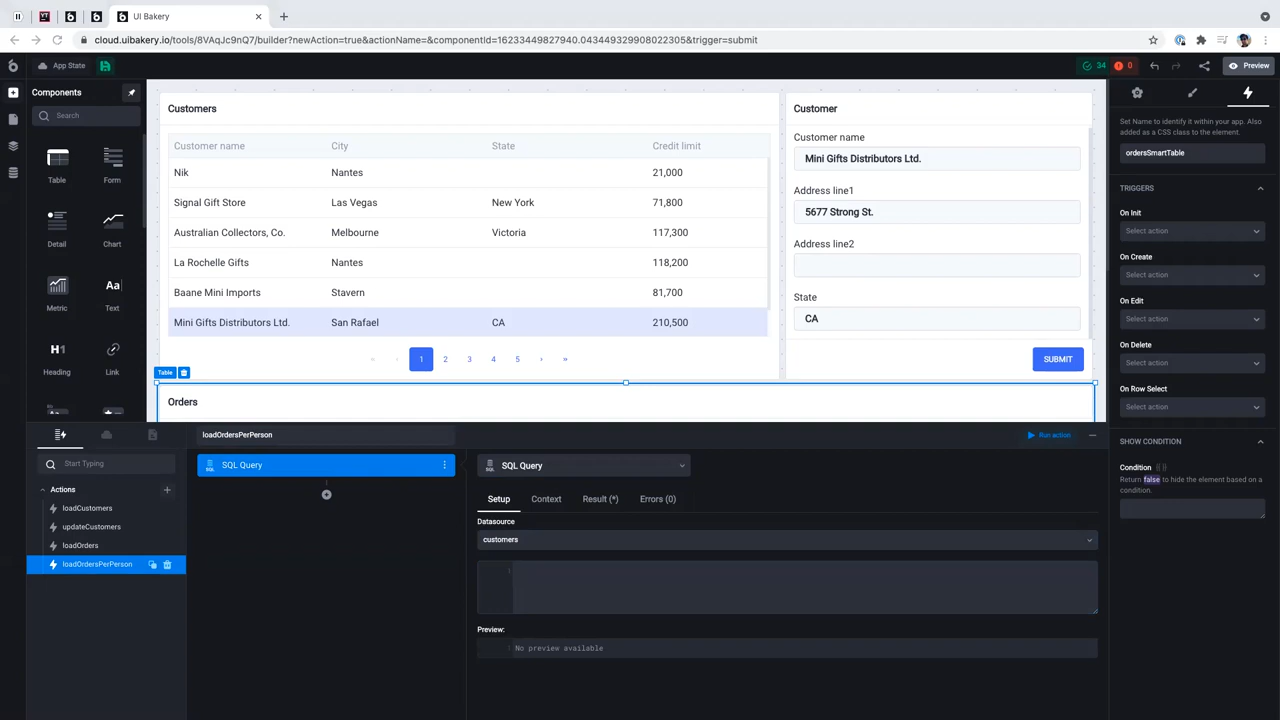 UI Bakery
cloud.uibakery.io/tools/8VAqJc9nQ7/builder?newAction=true&actionName=&componentId=16233449827940.043449329908022305&trigger=submit
App State
34
0
Preview
Components
Search
Table
Form
Detail
Chart
Metric
Aa
Text
H1
Heading
Link
Customers
Customer name
City
State
Credit limit
Nik
Nantes
21,000
Signal Gift Store
Las Vegas
New York
71,800
Australian Collectors, Co.
Melbourne
Victoria
117,300
La Rochelle Gifts
Nantes
118,200
Baane Mini Imports
Stavern
81,700
Mini Gifts Distributors Ltd.
San Rafael
CA
210,500
« ‹ 1 2 3 4 5 › »
Table
Orders
Customer
Customer name
Mini Gifts Distributors Ltd.
Address line1
5677 Strong St.
Address line2
State
CA
SUBMIT
Set Name to identify it within your app. Also
added as a CSS class to the element.
ordersSmartTable
TRIGGERS
On Init
Select action
On Create
Select action
On Edit
Select action
On Delete
Select action
On Row Select
Select action
SHOW CONDITION
Condition {{ }}
Return false to hide the element based on a
condition.
Start Typing
Actions
loadCustomers
updateCustomers
loadOrders
loadOrdersPerPerson
loadOrdersPerPerson
Run action
SQL
SQL Query
SQL
SQL Query
Setup
Context
Result (*)
Errors (0)
Datasource
customers
1
Preview:
1
No preview available